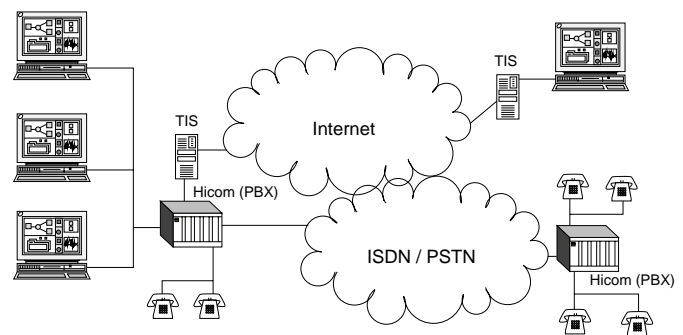 TIS
TIS
Internet
Hicom (PBX)
ISDN / PSTN
Hicom (PBX)